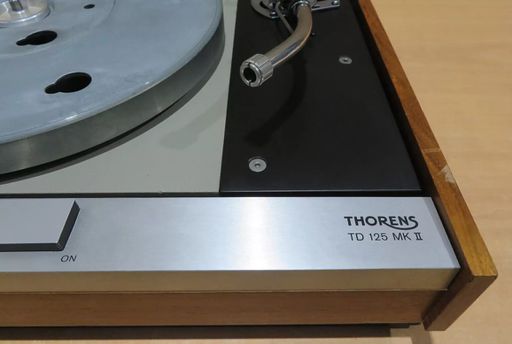 THORENS
TD 125 MK II
ON